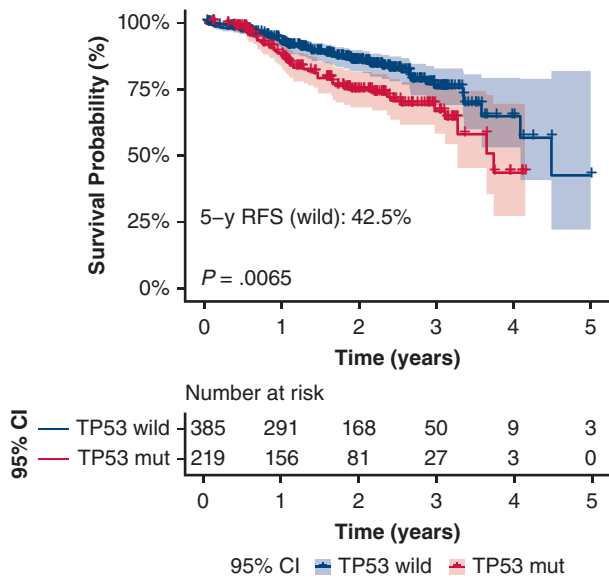 Survival Probability (%)
100%
75%
50%
25%
0%
5–y RFS (wild): 42.5%
P = .0065
0 1 2 3 4 5
Time (years)
Number at risk
95% CI
TP53 wild 385 291 168 50 9 3
TP53 mut 219 156 81 27 3 0
0 1 2 3 4 5
Time (years)
95% CI TP53 wild TP53 mut